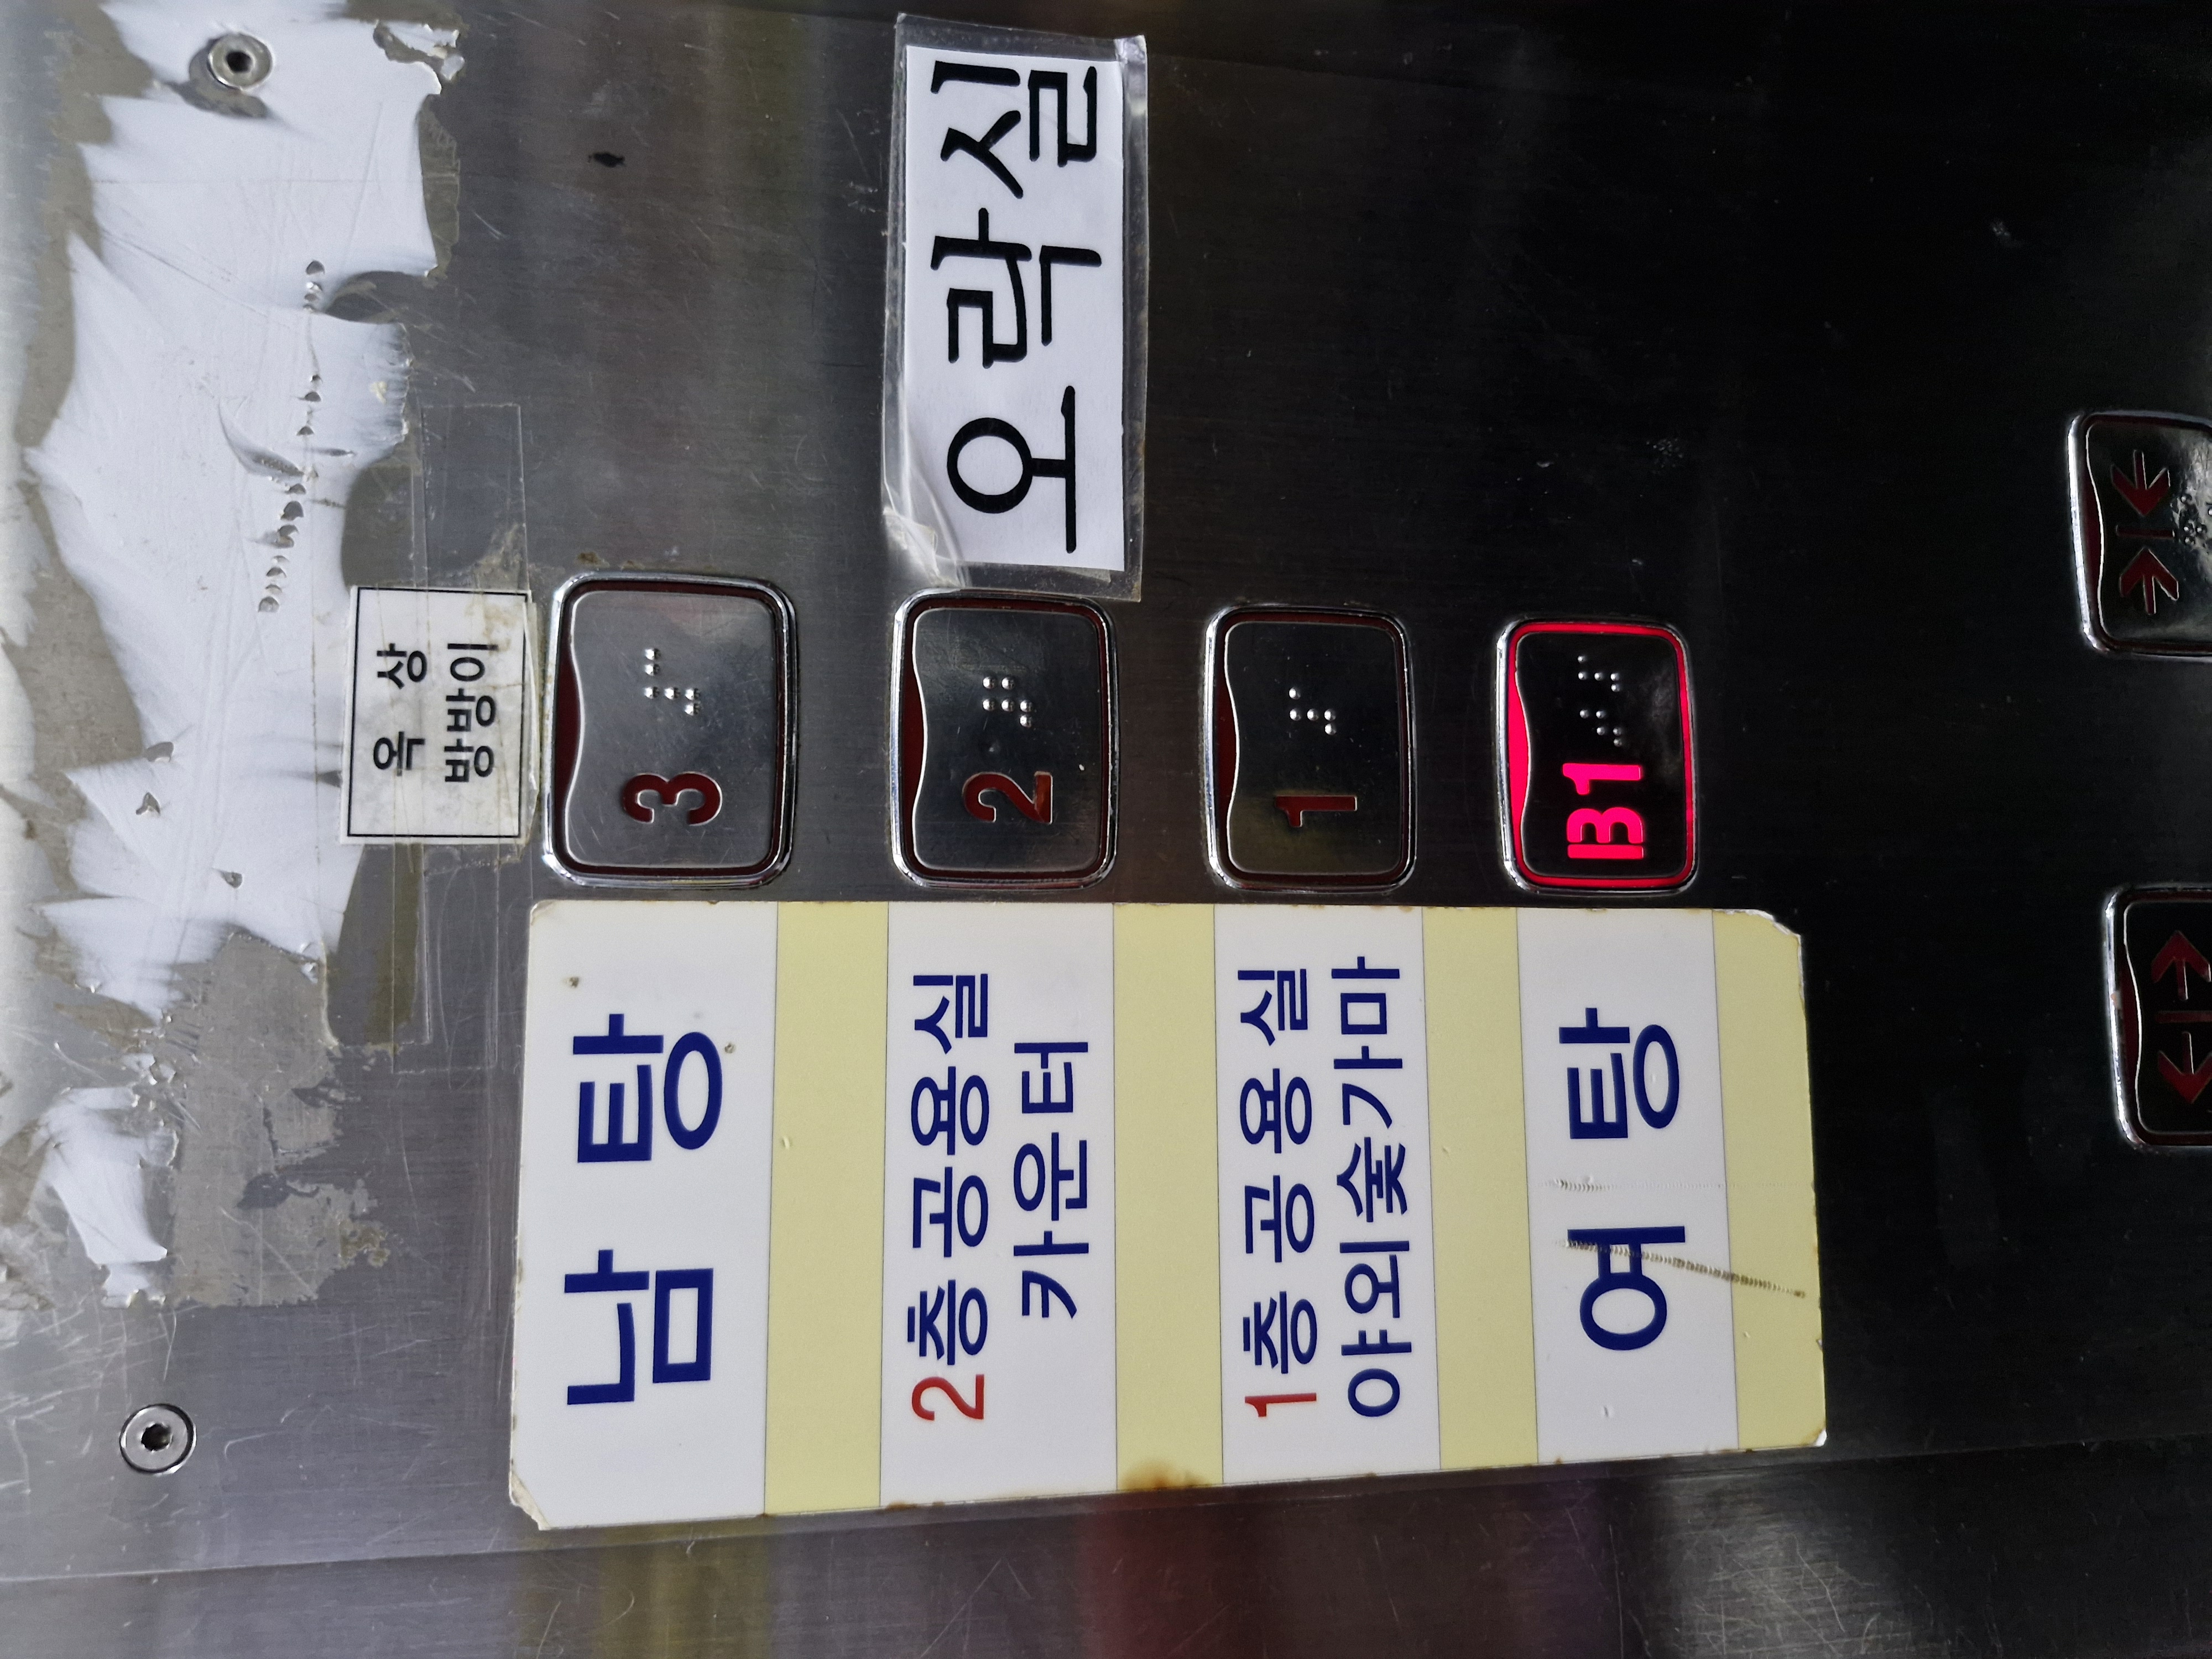 옥 상
방방이
남 탕
3
2층 공용실
카운터
2
오락실
1층 공용실
야외숯가마
1
여 탕
B1